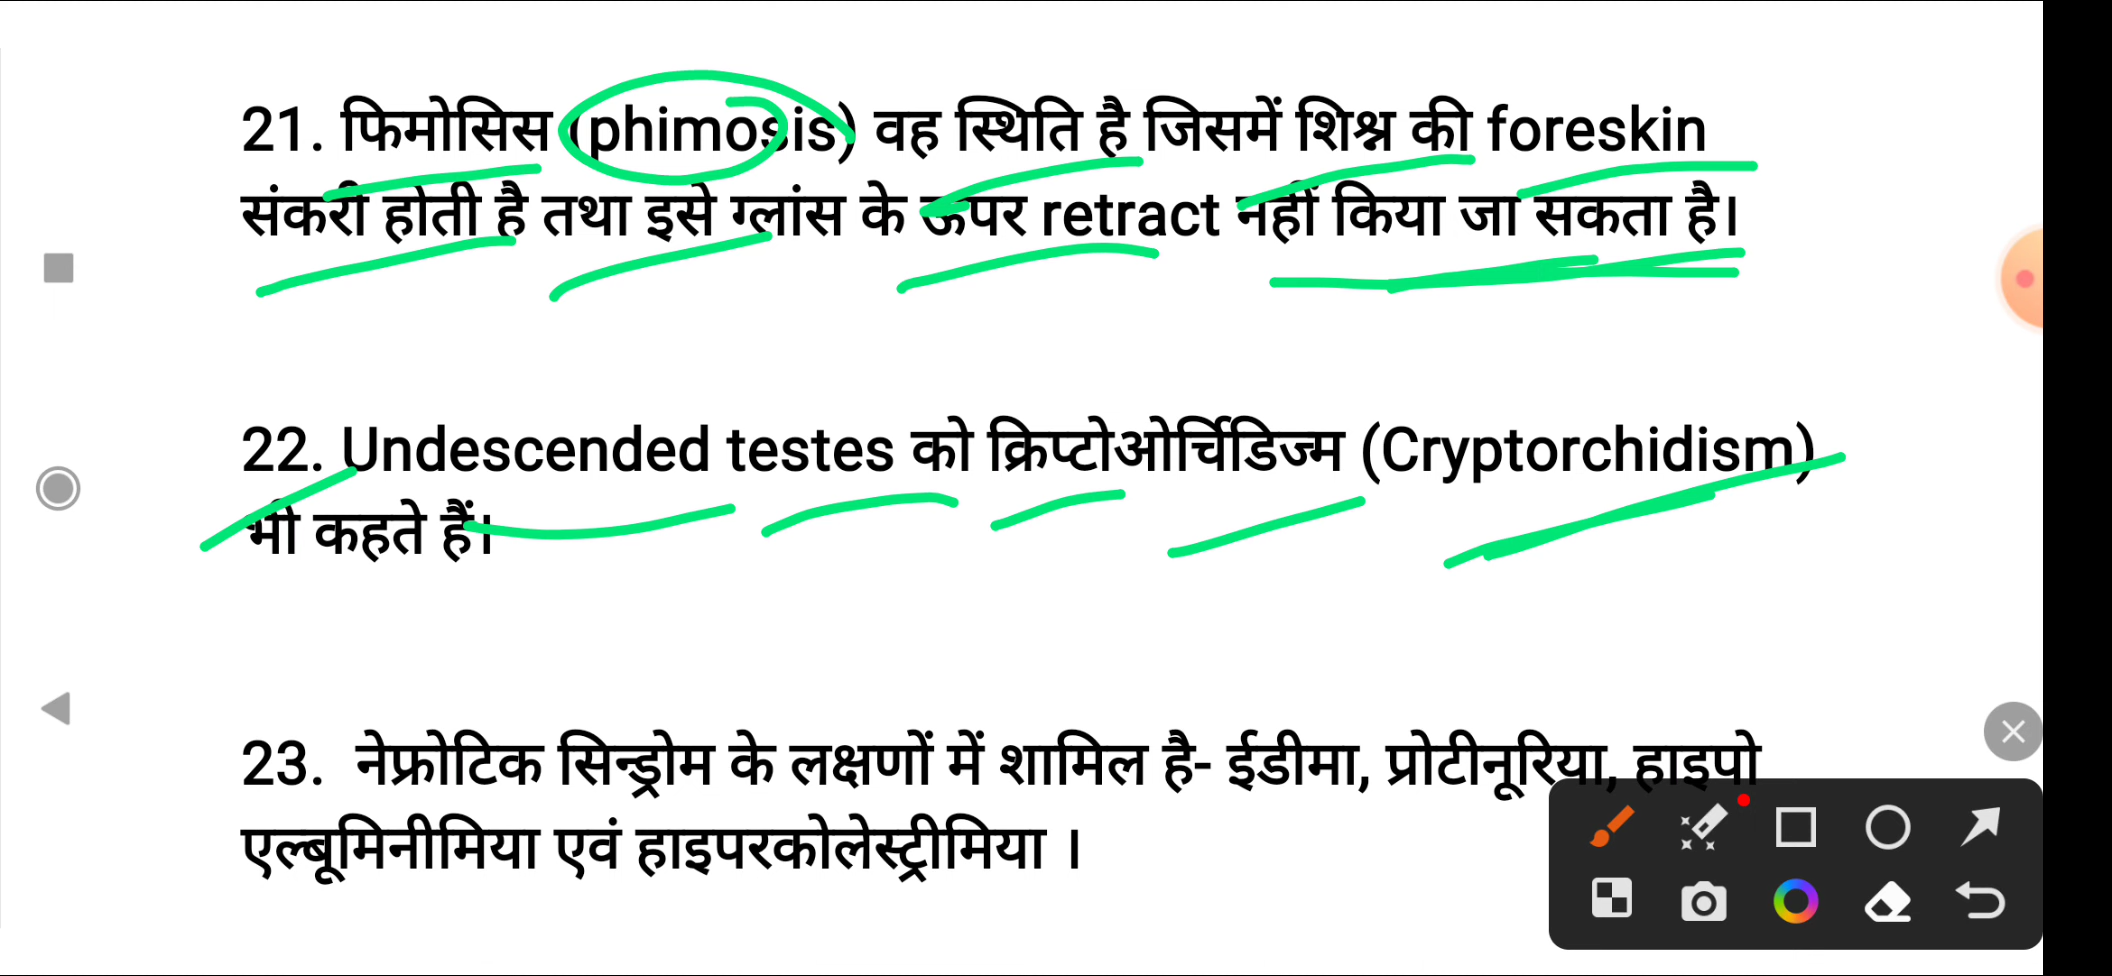 21. फिमोसिस (phimosis) वह स्थिति है जिसमें शिश्न की foreskin
संकरी होती है तथा इसे ग्लांस के ऊपर retract नहीं किया जा सकता है।
22. Undescended testes को क्रिप्टोओर्चिडिज्म (Cryptorchidism)
भी कहते हैं।
23. नेफ्रोटिक सिन्ड्रोम के लक्षणों में शामिल है- ईडीमा, प्रोटीनूरिया, हाइपो
एल्बूमिनीमिया एवं हाइपरकोलेस्ट्रीमिया ।